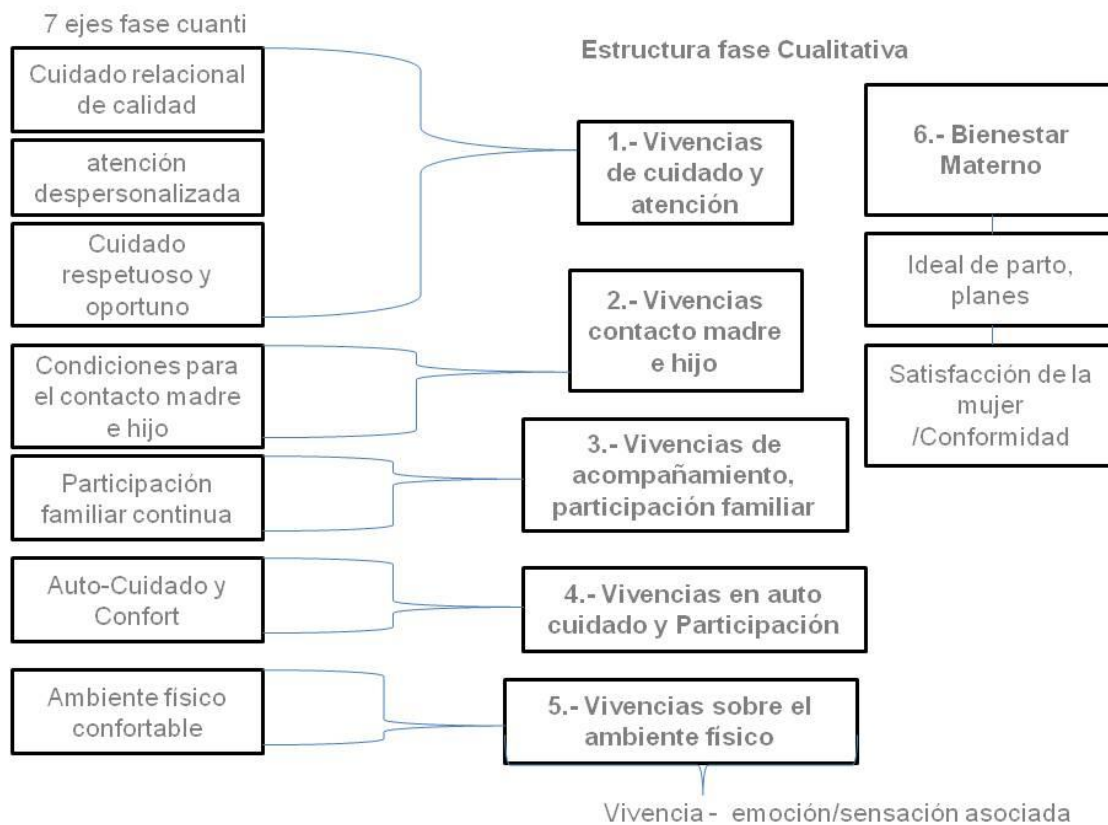 7 ejes fase cuanti
Cuidado relacional
de calidad
atención
despersonalizada
Cuidado
respetuoso y
oportuno
Condiciones para
el contacto madre
e hijo
Participación
familiar continua
Auto-Cuidado y
Confort
Ambiente físico
confortable
Estructura fase Cualitativa
1.- Vivencias
de cuidado y
atención
2.- Vivencias
contacto madre
e hijo
3.- Vivencias de
acompañamiento,
participación familiar
4.- Vivencias en auto
cuidado y Participación
5.- Vivencias sobre el
ambiente físico
Vivencia - emoción/sensación asociada
6.- Bienestar
Materno
Ideal de parto,
planes
Satisfacción de la
mujer
/Conformidad